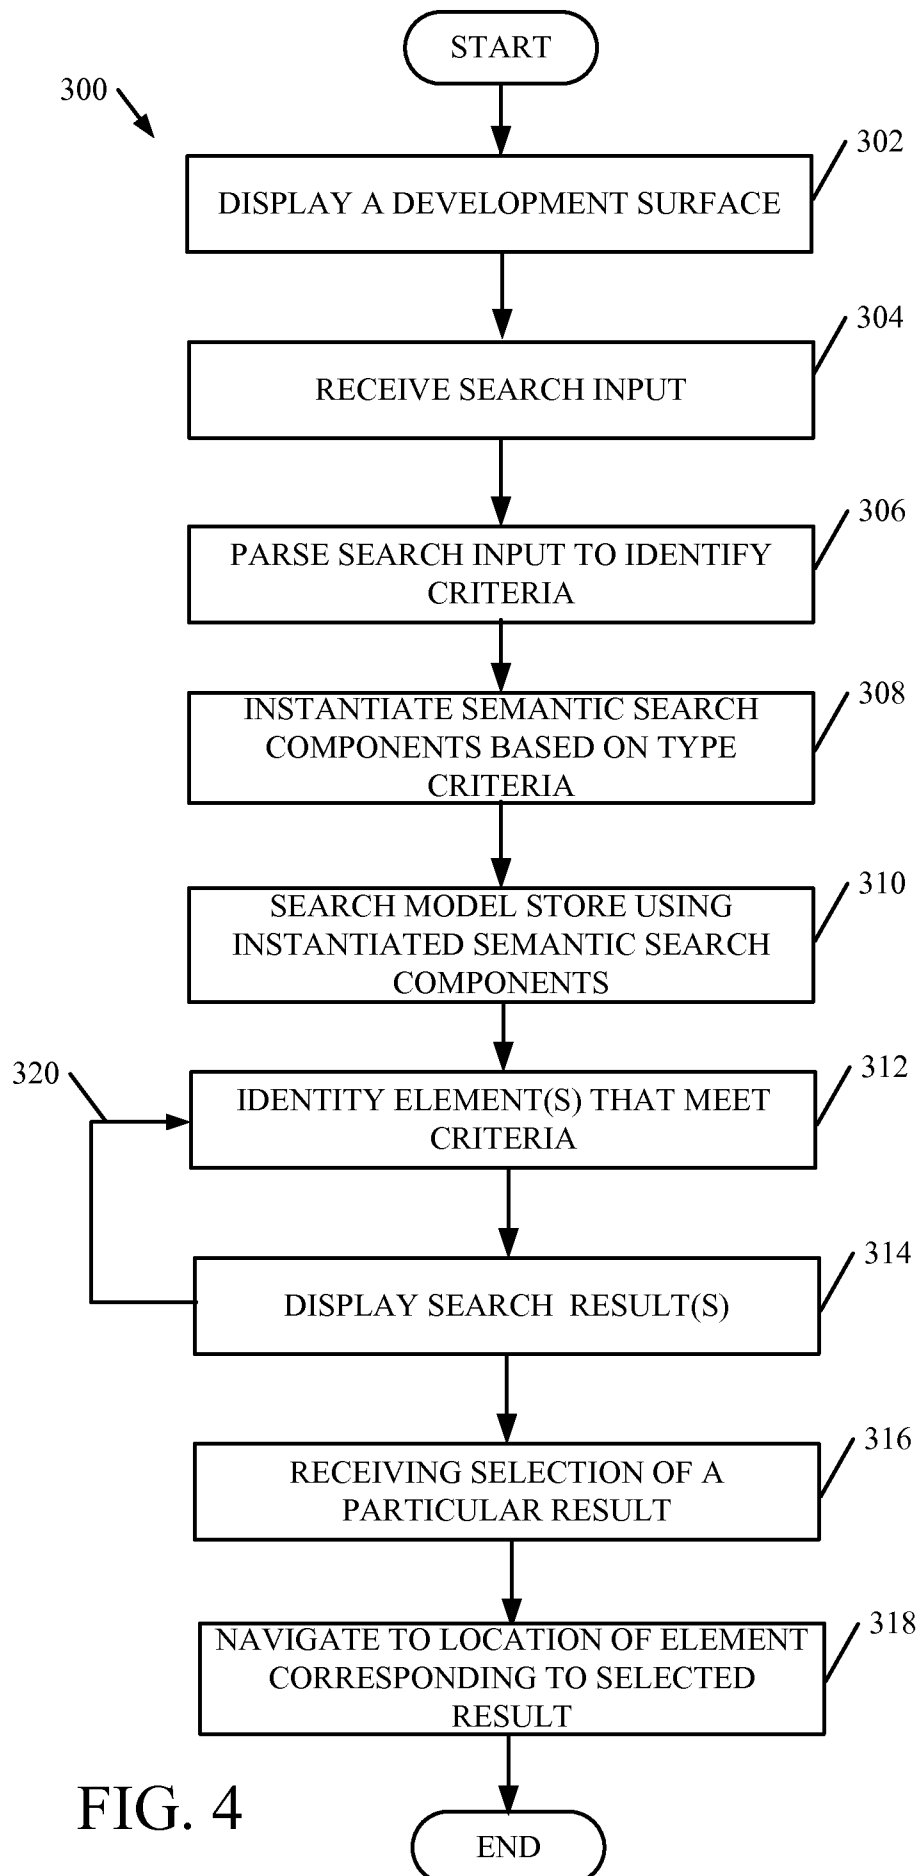 START
300
302
DISPLAY A DEVELOPMENT SURFACE
304
RECEIVE SEARCH INPUT
306
PARSE SEARCH INPUT TO IDENTIFY
CRITERIA
308
INSTANTIATE SEMANTIC SEARCH
COMPONENTS BASED ON TYPE
CRITERIA
310
SEARCH MODEL STORE USING
INSTANTIATED SEMANTIC SEARCH
COMPONENTS
320
312
IDENTITY ELEMENT(S) THAT MEET
CRITERIA
314
DISPLAY SEARCH RESULT(S)
316
RECEIVING SELECTION OF A
PARTICULAR RESULT
318
NAVIGATE TO LOCATION OF ELEMENT
CORRESPONDING TO SELECTED
RESULT
FIG. 4
END